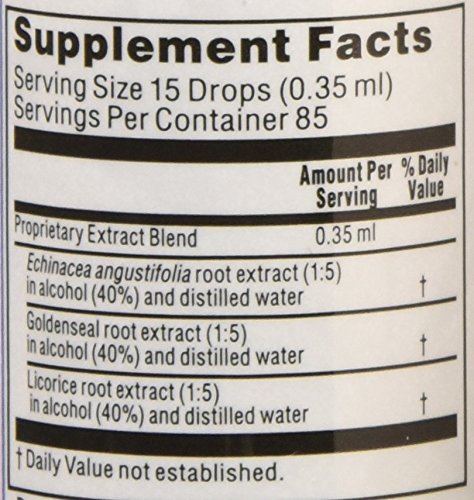 Supplement Facts
Serving Size 15 Drops (0.35 ml)
Servings Per Container 85
Amount Per Serving % Daily Value
Proprietary Extract Blend 0.35 ml
Echinacea angustifolia root extract (1:5)
in alcohol (40%) and distilled water †
Goldenseal root extract (1:5)
in alcohol (40%) and distilled water †
Licorice root extract (1:5)
in alcohol (40%) and distilled water †
† Daily Value not established.